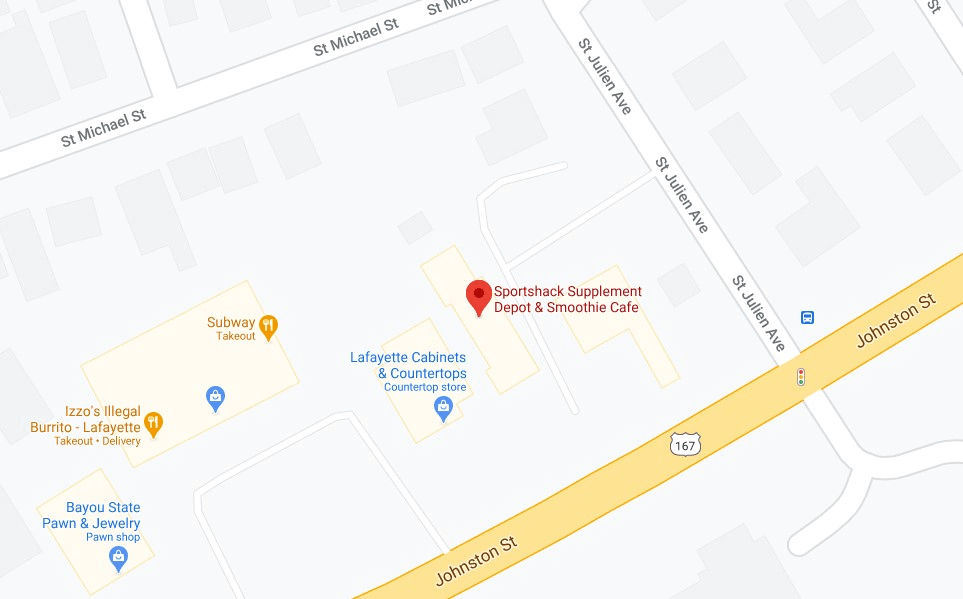 St Michael St
St Mic
St
St Michael St
St Julien Ave
St Julien Ave
St Julien Ave
Sportshack Supplement
Depot & Smoothie Cafe
Johnston St
Subway
Takeout
Lafayette Cabinets
& Countertops
Countertop store
Izzo's Illegal
Burrito - Lafayette
Takeout • Delivery
167
Bayou State
Pawn & Jewelry
Pawn shop
Johnston St